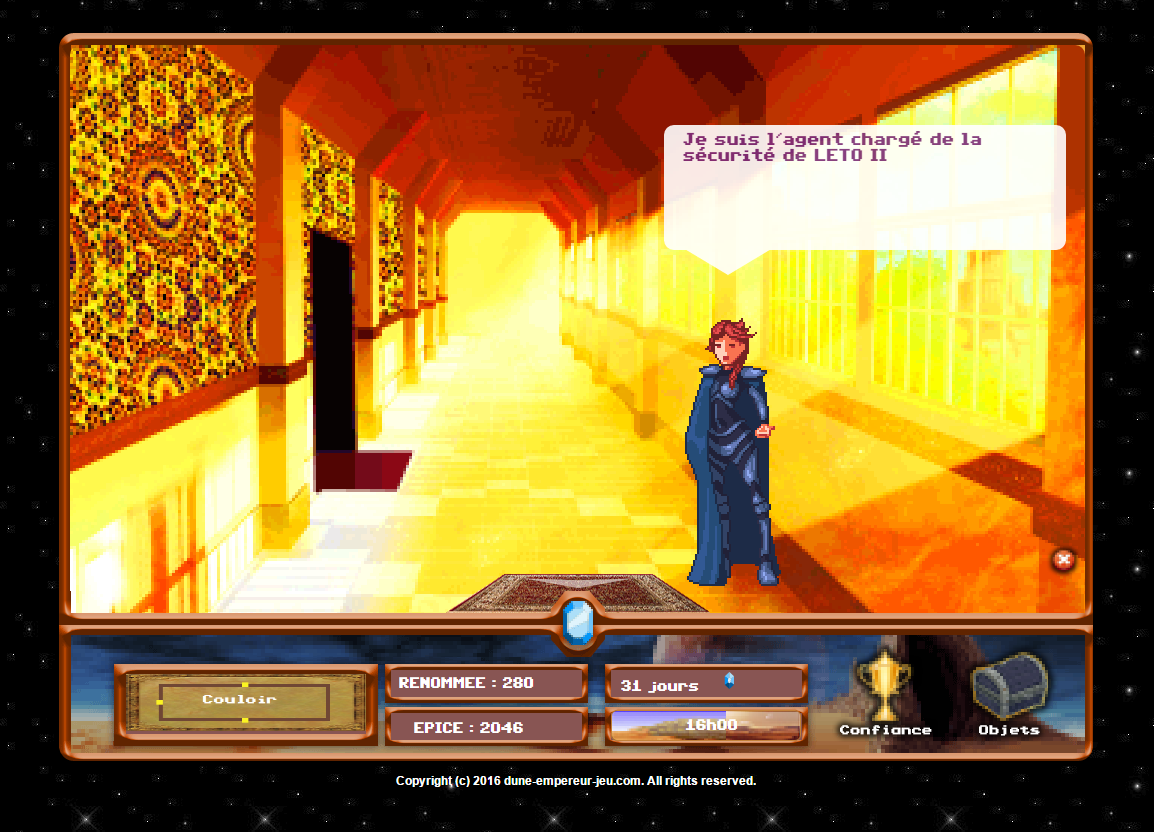 Je suis l'agent chargé de la
sécurité de LETO II
Couloir
RENOMMEE : 280
EPICE : 2046
31 jours
16h00
Confiance
Objets
Copyright (c) 2016 dune-empereur-jeu.com. All rights reserved.